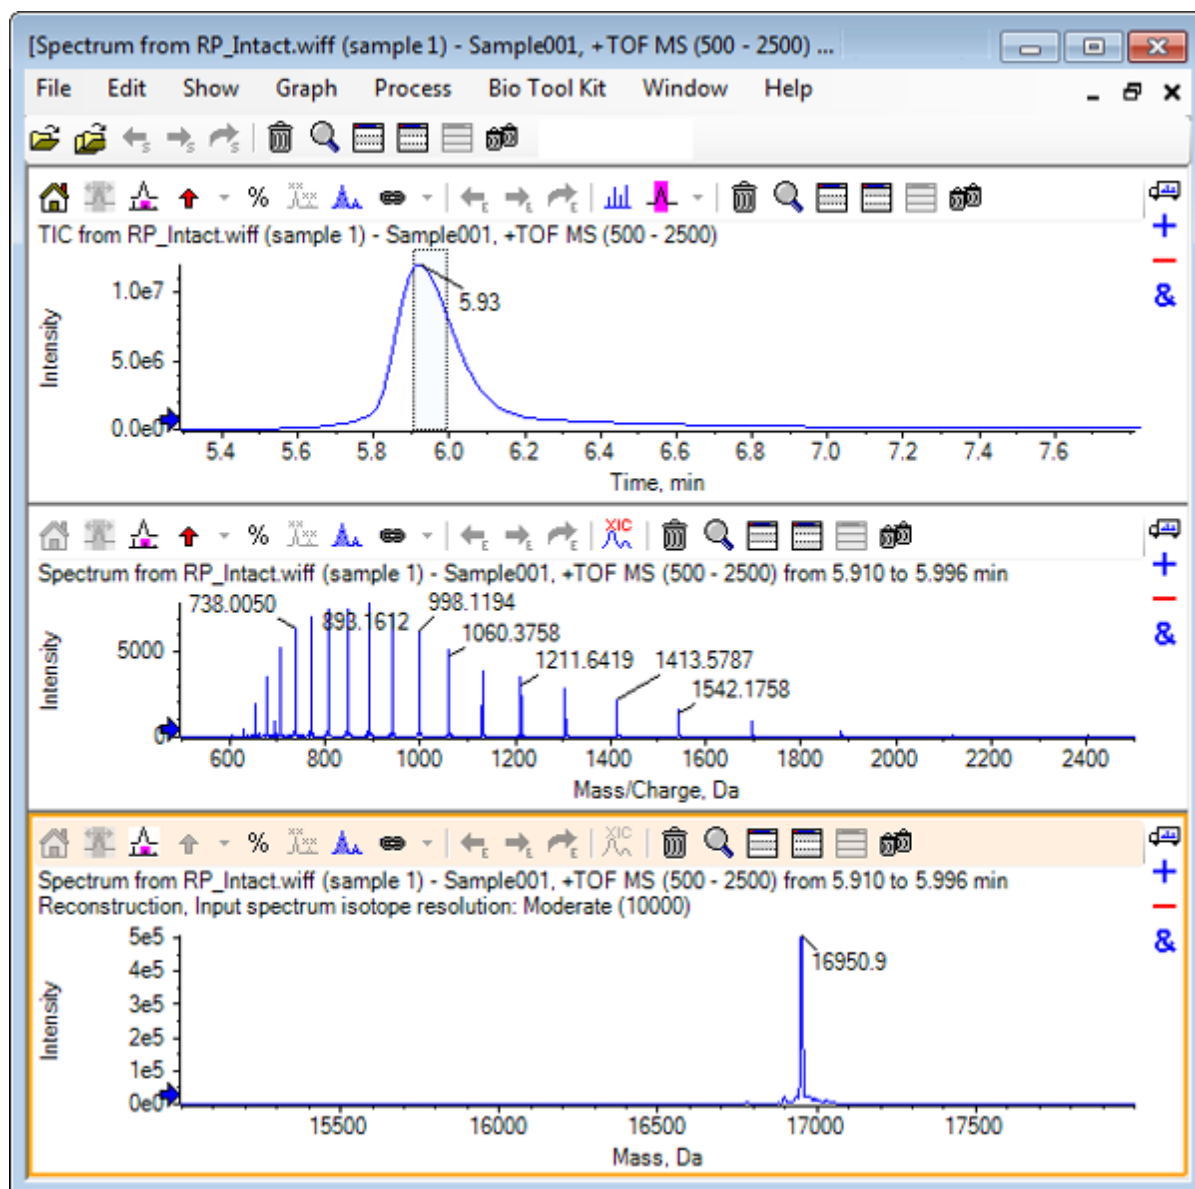 [Spectrum from RP_Intact.wiff (sample 1) - Sample001, +TOF MS (500 - 2500) ...
File Edit Show Graph Process Bio Tool Kit Window Help
TIC from RP_Intact.wiff (sample 1) - Sample001, +TOF MS (500 - 2500)
Intensity
1.0e7
5.0e6
0.0e0
5.93
5.4 5.6 5.8 6.0 6.2 6.4 6.6 6.8 7.0 7.2 7.4 7.6
Time, min
XIC
Spectrum from RP_Intact.wiff (sample 1) - Sample001, +TOF MS (500 - 2500) from 5.910 to 5.996 min
Intensity
5000
0
738.0050
893.1612
998.1194
1060.3758
1211.6419
1413.5787
1542.1758
600 800 1000 1200 1400 1600 1800 2000 2200 2400
Mass/Charge, Da
XIC
Spectrum from RP_Intact.wiff (sample 1) - Sample001, +TOF MS (500 - 2500) from 5.910 to 5.996 min
Reconstruction, Input spectrum isotope resolution: Moderate (10000)
Intensity
5e5
4e5
3e5
2e5
1e5
0e0
16950.9
15500 16000 16500 17000 17500
Mass, Da